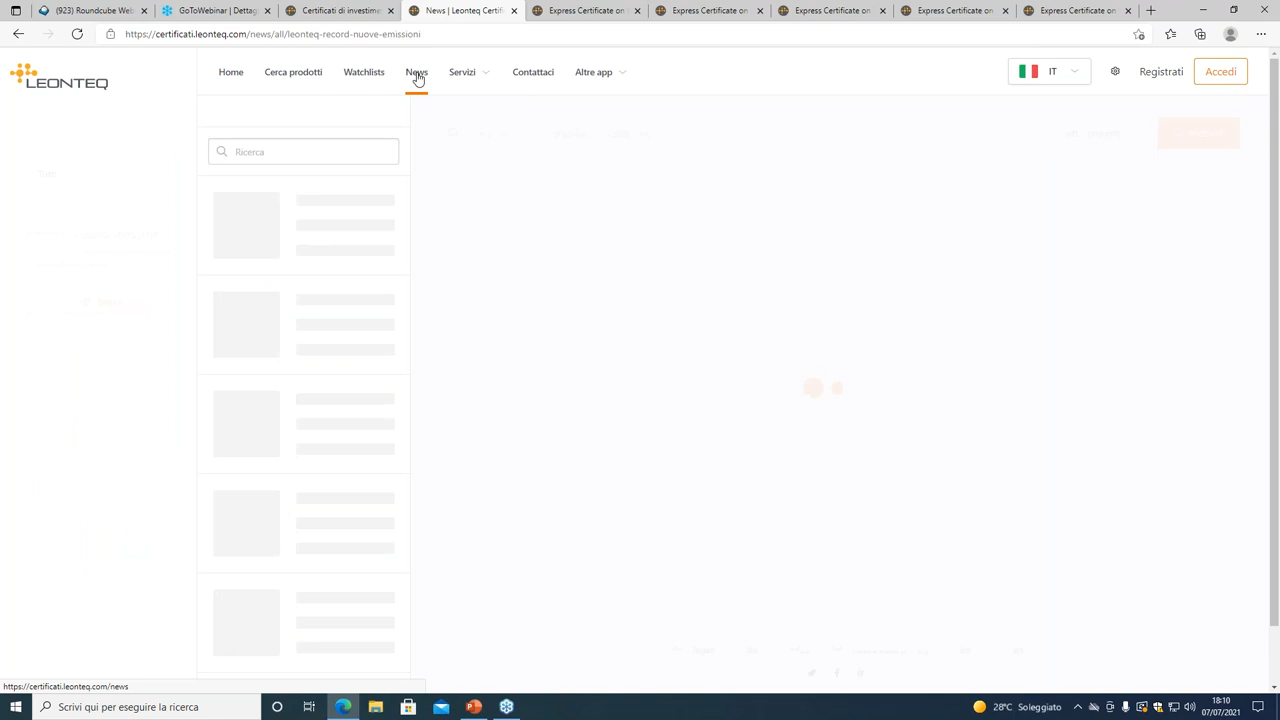 (923) Roundcube Web
GoToWebinar | Dettag
Certificati di investime
News | Leonteq Certifi
Express Certificate on
Express Certificate on
Express Certificate on
Express Certificate on
Express Certificate on
https://certificati.leonteq.com/news/all/leonteq-record-nuove-emissioni
LEONTEQ
Home
Cerca prodotti
Watchlists
News
Servizi
Contattaci
Altre app
IT
Registrati
Accedi
Ricerca
https://certificati.leonteq.com/news
Scrivi qui per eseguire la ricerca
28°C Soleggiato
18:10
07/07/2021